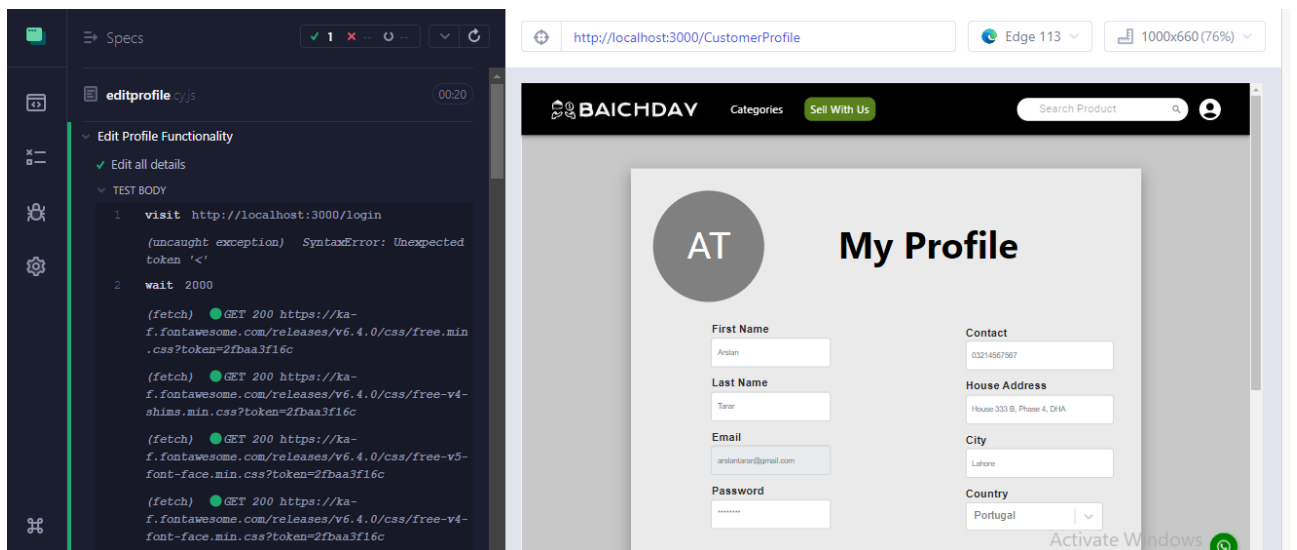 Specs
1 -- --
editprofile.cy.js
00:20
Edit Profile Functionality
Edit all details
TEST BODY
1 visit http://localhost:3000/login
(uncaught exception) SyntaxError: Unexpected
token '<'
2 wait 2000
(fetch) GET 200 https://ka-
f.fontawesome.com/releases/v6.4.0/css/free.min
.css?token=2fbaa3f16c
(fetch) GET 200 https://ka-
f.fontawesome.com/releases/v6.4.0/css/free-v4-
shims.min.css?token=2fbaa3f16c
(fetch) GET 200 https://ka-
f.fontawesome.com/releases/v6.4.0/css/free-v5-
font-face.min.css?token=2fbaa3f16c
(fetch) GET 200 https://ka-
f.fontawesome.com/releases/v6.4.0/css/free-v4-
font-face.min.css?token=2fbaa3f16c
http://localhost:3000/CustomerProfile
Edge 113
1000x660 (76%)
BAICHDAY
Categories
Sell With Us
Search Product
AT
My Profile
First Name
Arslan
Last Name
Tarar
Email
arslantarar@gmail.com
Password
········
Contact
03214567567
House Address
House 333 B, Phase 4, DHA
City
Lahore
Country
Portugal
Activate Windows